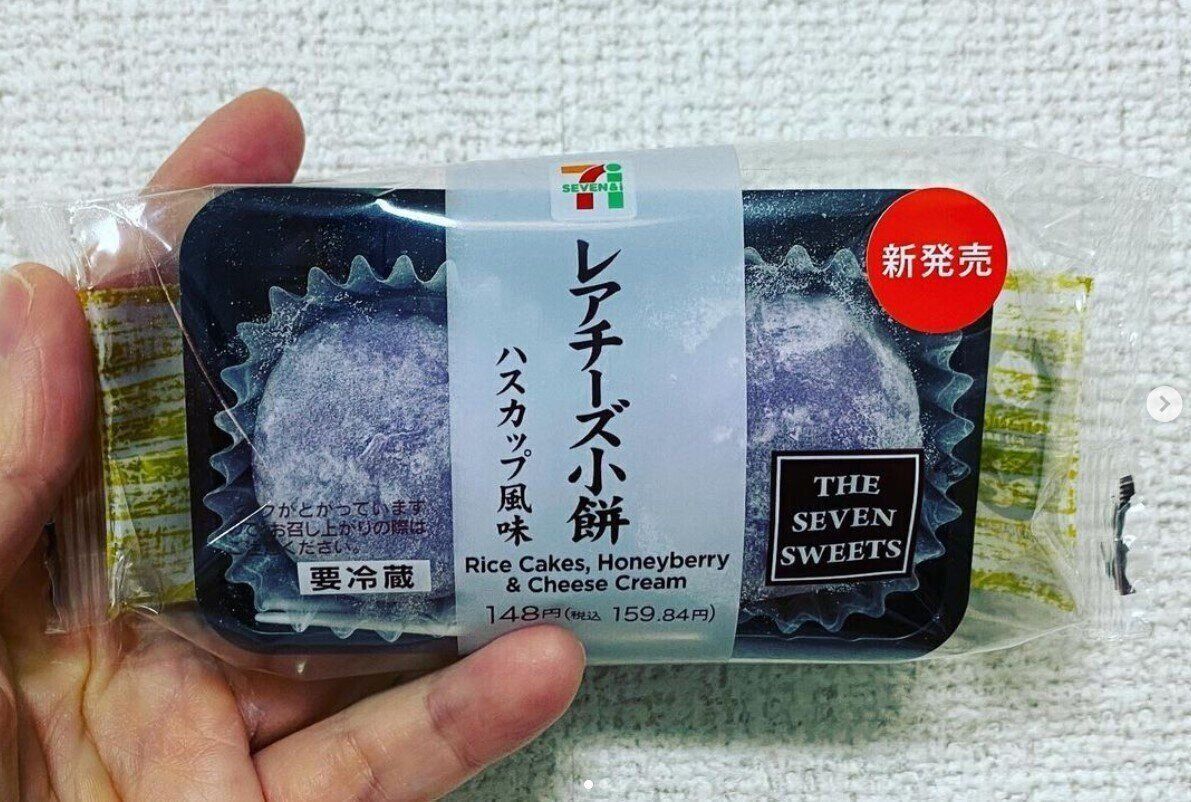 SEVEN&i
レアチーズ小餅
ハスカップ風味
Rice Cakes, Honeyberry
& Cheese Cream
148円(税込 159.84円)
新発売
がとがっています
お召し上がりの際は
ください。
要冷蔵
THE
SEVEN
SWEETS